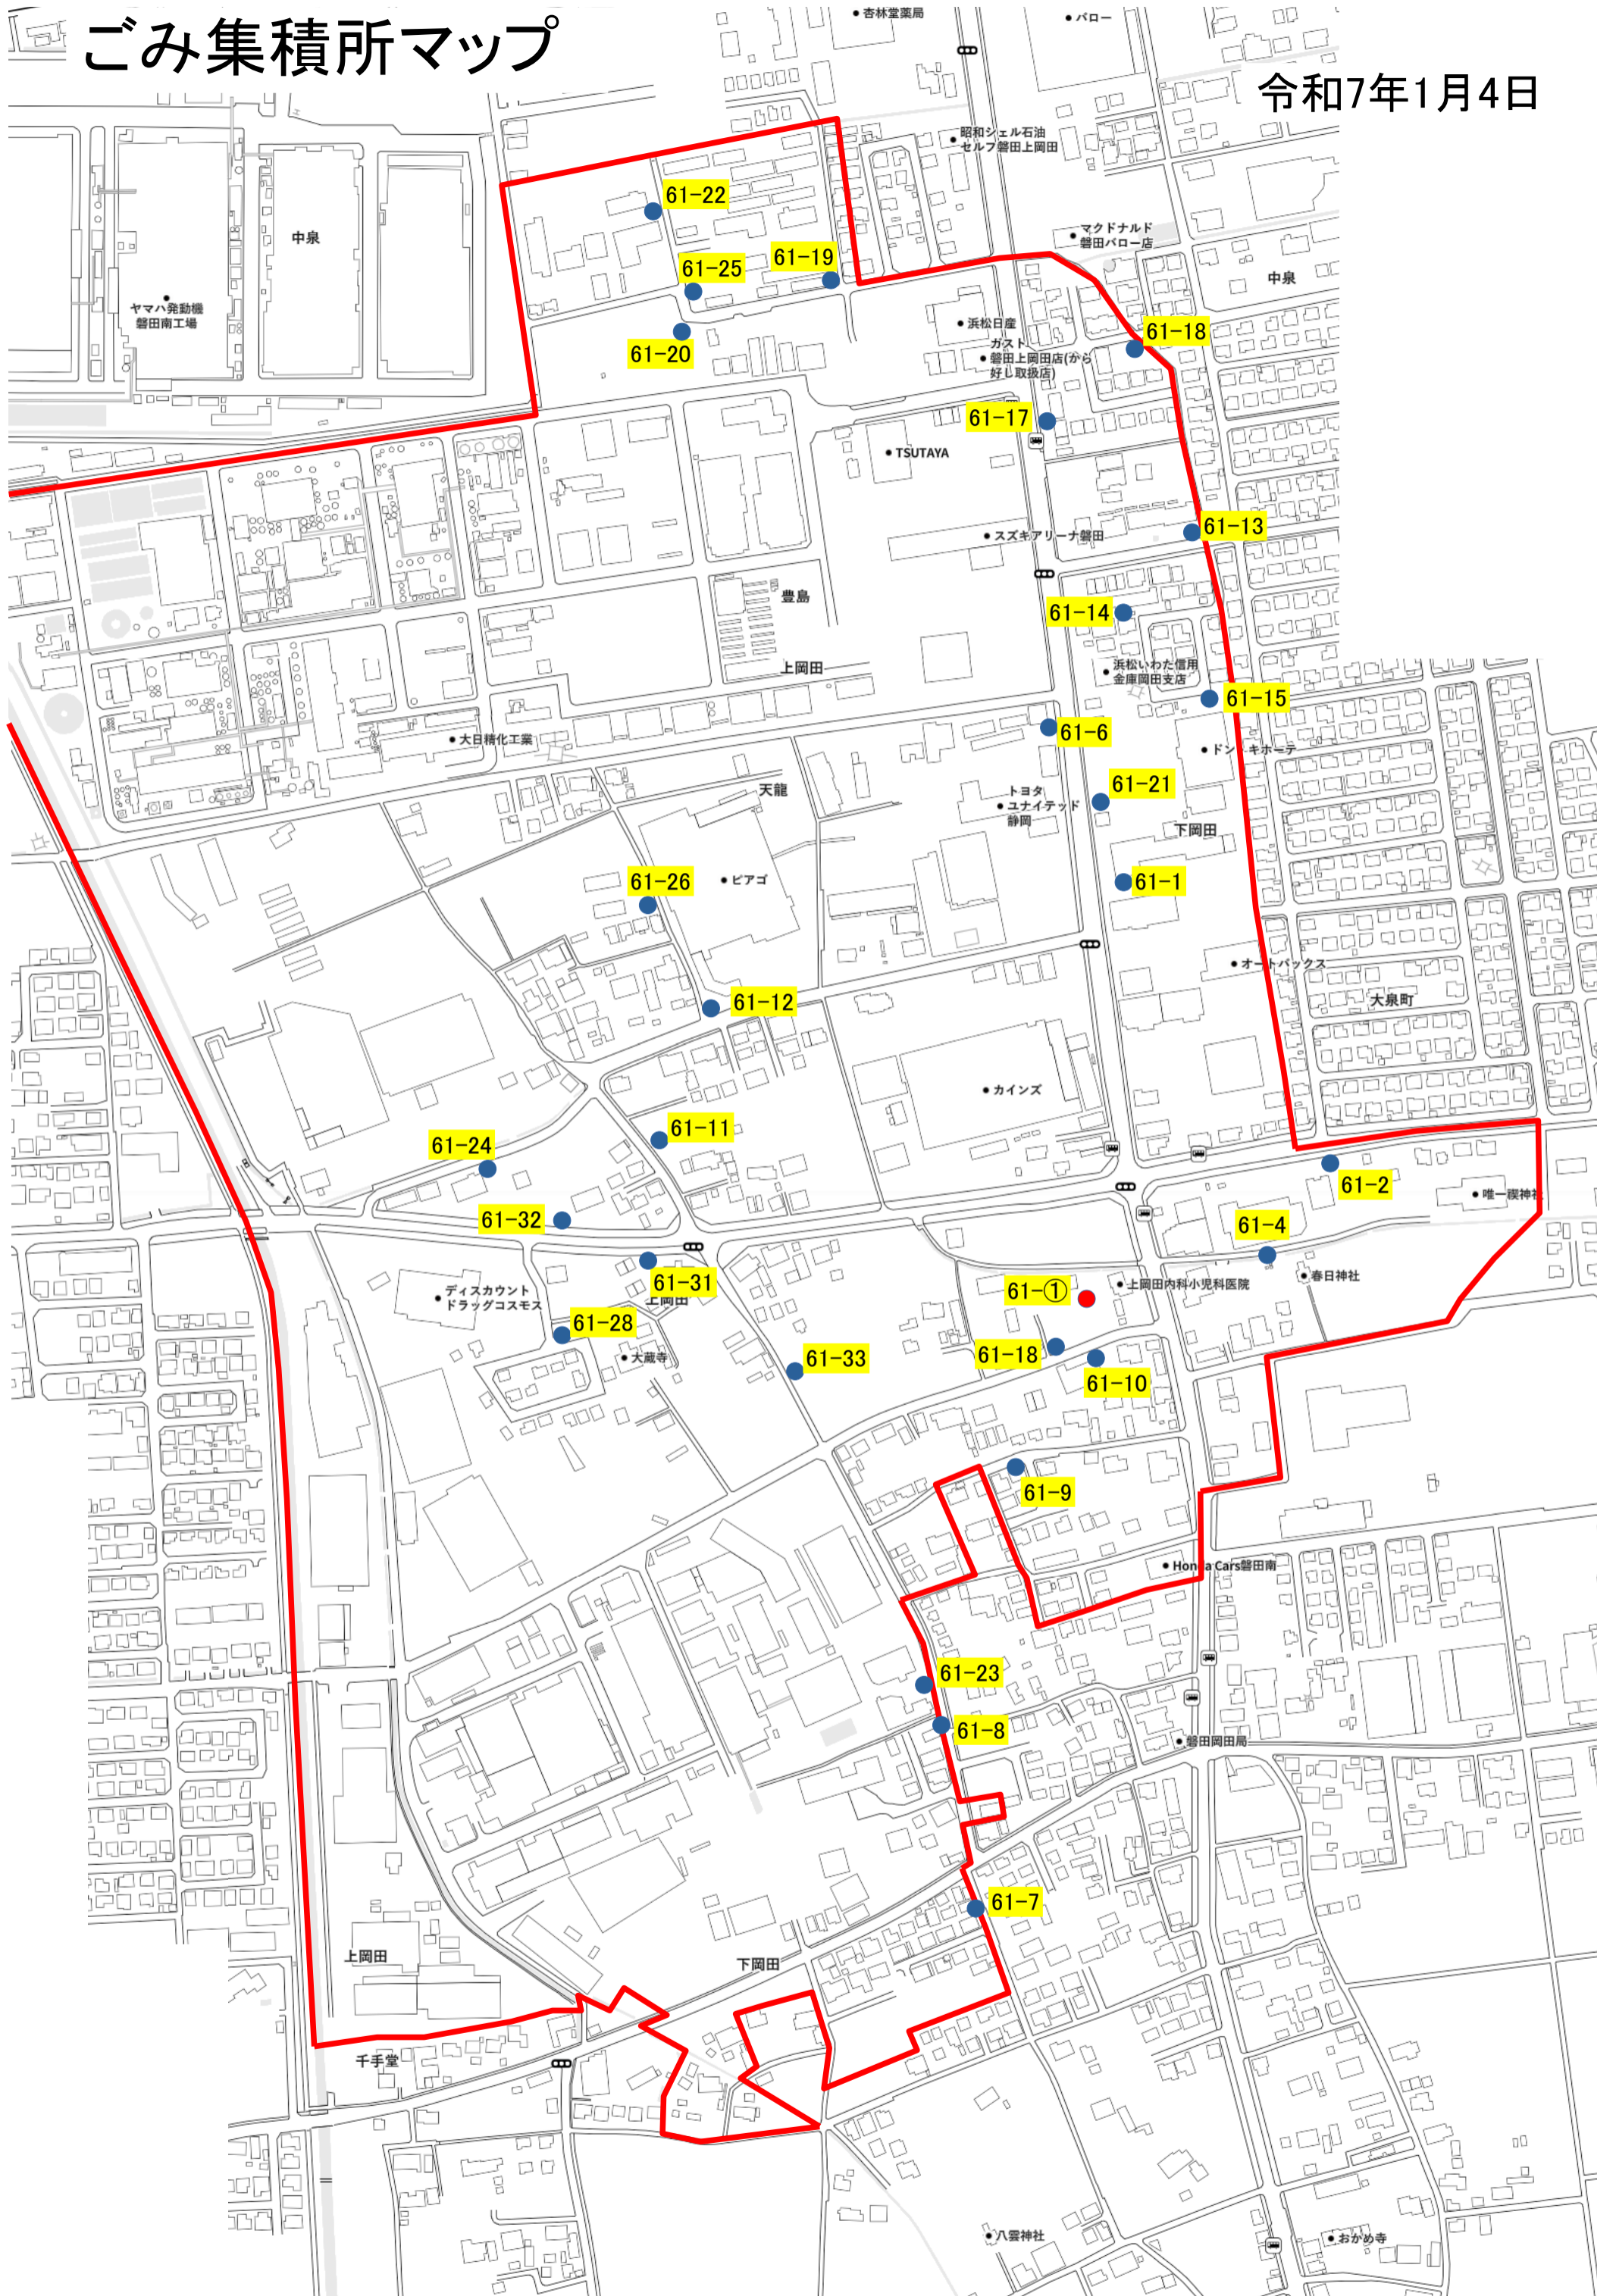 ごみ集積所マップ
令和7年1月4日
杏林堂薬局
バロー
昭和シェル石油
セルフ磐田上岡田
61-22
マクドナルド
磐田バロー店
中泉
61-19
61-25
中泉
ヤマハ発動機
磐田南工場
浜松日産
61-18
61-20
ガスト
磐田上岡田店(から
好し取扱店)
61-17
TSUTAYA
61-13
スズキアリーナ磐田
豊島
61-14
上岡田
浜松いわた信用
金庫岡田支店
61-15
61-6
大日精化工業
ドン・キホーテ
61-21
天龍
トヨタ
ユナイテッド
静岡
下岡田
61-26
ピアゴ
61-1
オートバックス
大泉町
61-12
カインズ
61-11
61-24
61-2
唯一禊神社
61-32
61-4
春日神社
61-31
上岡田
上岡田内科小児科医院
61-①
ディスカウント
ドラッグコスモス
61-28
大蔵寺
61-33
61-18
61-10
61-9
Honda Cars磐田南
61-23
61-8
磐田岡田局
61-7
上岡田
下岡田
千手堂
八雲神社
おかめ寺